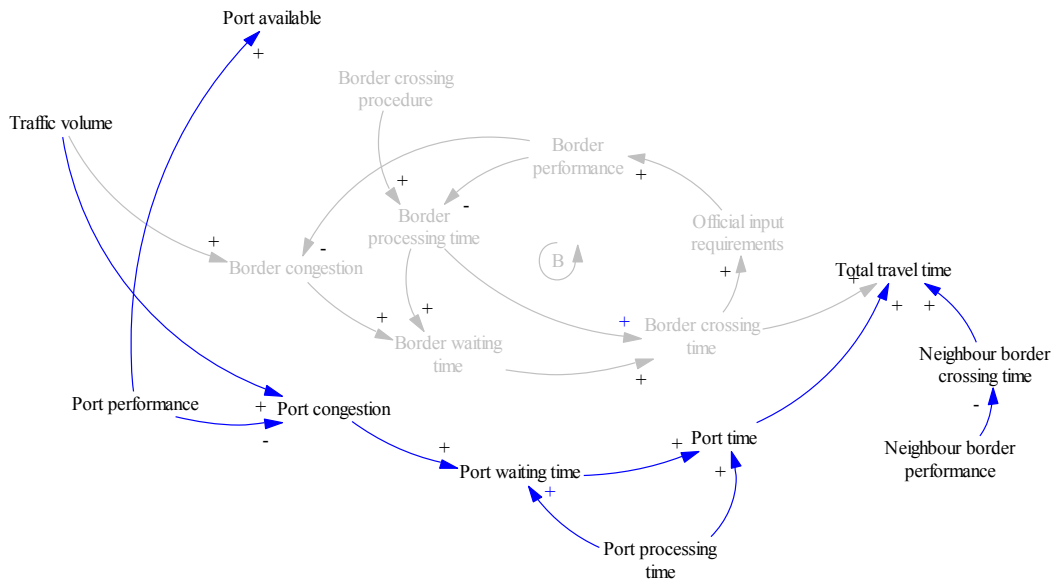 Port available
+
Border crossing
procedure
Traffic volume
Border
performance
+
+
-
Border
processing time
Official input
requirements
+
-
Border congestion
B
+
Total travel time
+
+
+
+
+
+
Border waiting
time
Border crossing
time
+
Neighbour border
crossing time
-
Port performance
+
Port congestion
-
+
+
Port time
Neighbour border
performance
Port waiting time
+
+
Port processing
time